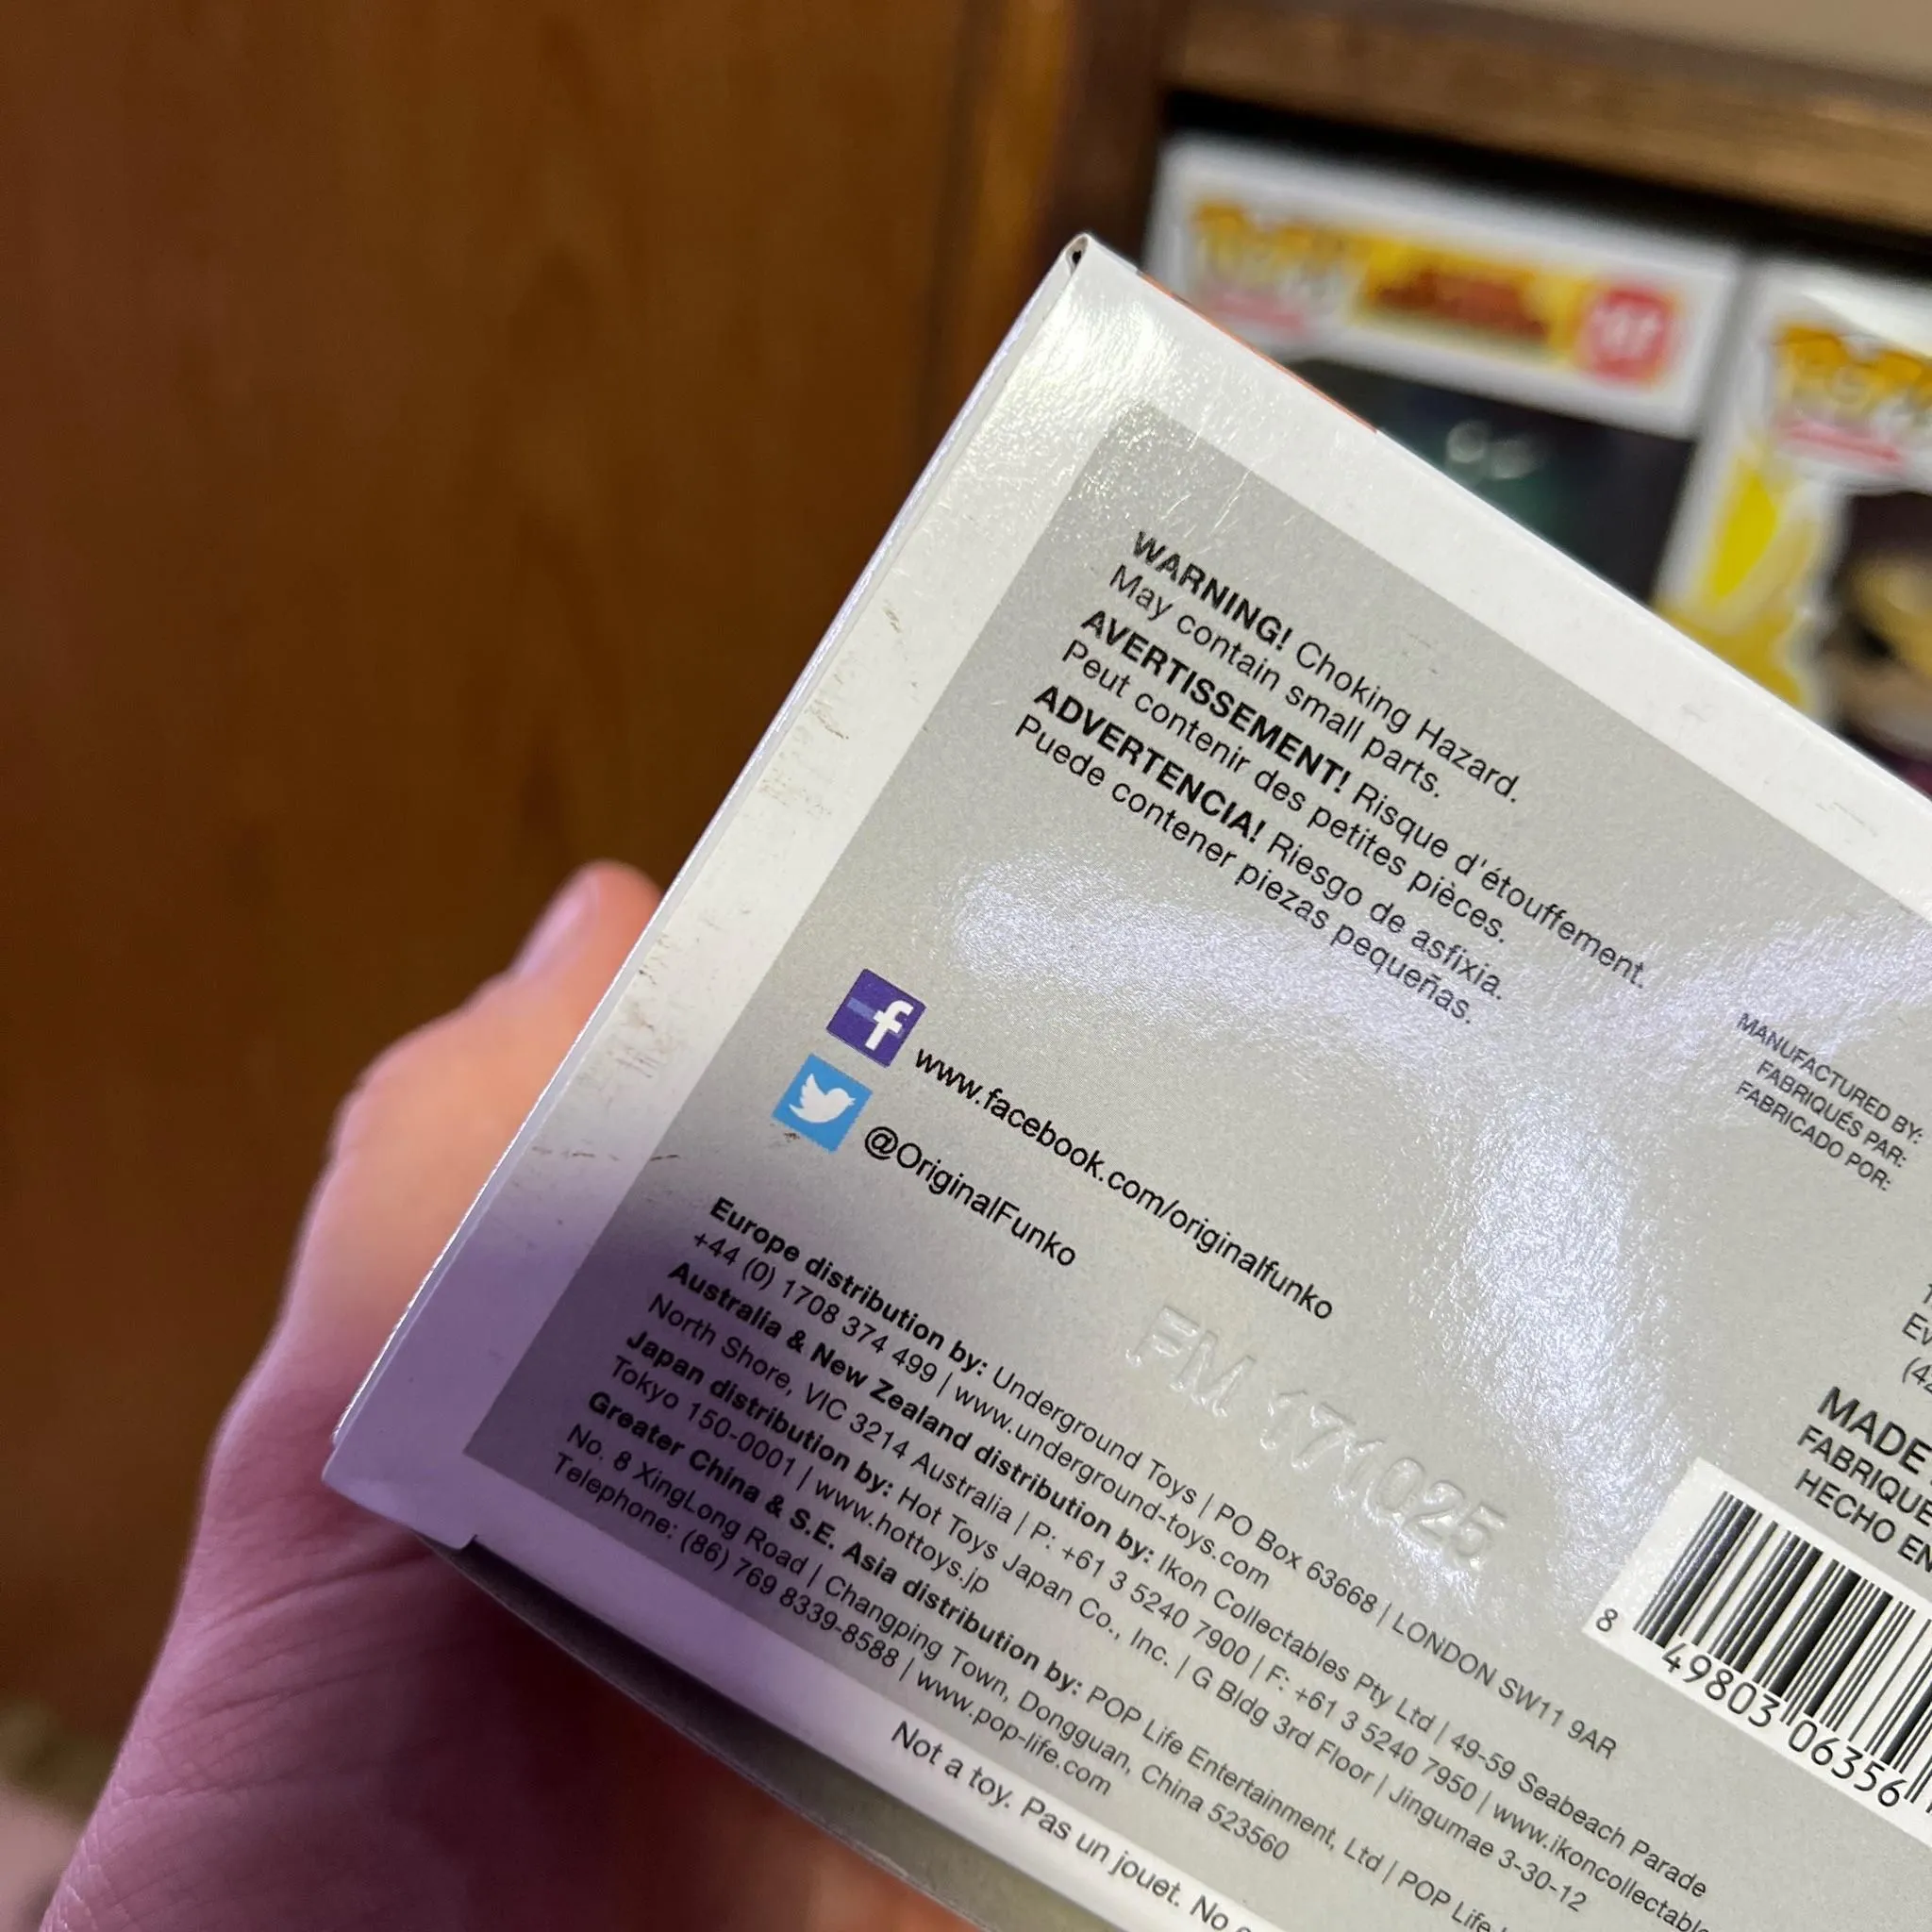 WARNING! Choking Hazard.
May contain small parts.
AVERTISSEMENT! Risque d'étouffement.
Peut contenir des petites pièces.
ADVERTENCIA! Riesgo de asfixia.
Puede contener piezas pequeñas.
f www.facebook.com/originalfunko
@OriginalFunko
Europe distribution by: Underground Toys | PO Box 63668 | LONDON SW11 9AR
+44 (0) 1708 374 499 | www.underground-toys.com
Australia & New Zealand distribution by: Ikon Collectables Pty Ltd | 49-59 Seabeach Parade
North Shore, VIC 3214 Australia | P: +61 3 5240 7900 | F: +61 3 5240 7950 | www.ikoncollectable
Japan distribution by: Hot Toys Japan Co., Inc. | G Bldg 3rd Floor | Jingumae 3-30-12
Tokyo 150-0001 | www.hottoys.jp
Greater China & S.E. Asia distribution by: POP Life Entertainment, Ltd | POP Life
No. 8 XingLong Road | Changping Town, Dongguan, China 523560
Telephone: (86) 769 8339-8588 | www.pop-life.com
Not a toy. Pas un jouet. No
FM 171025
MANUFACTURED BY:
FABRIQUÉS PAR:
FABRICADO POR:
Ev
(42
MADE
FABRIQUÉ
HECHO EN
8 49803 06356